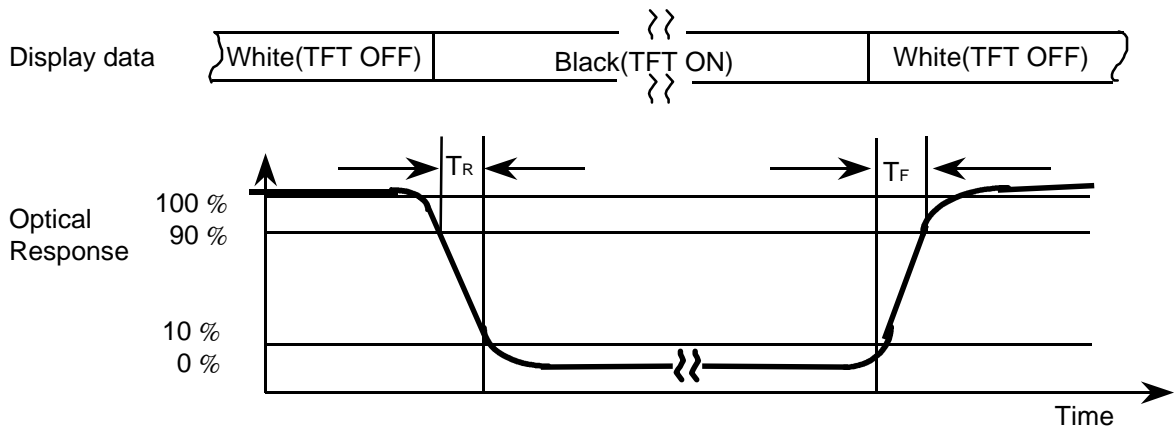 Display data
White(TFT OFF)
Black(TFT ON)
White(TFT OFF)
TR
TF
Optical
Response
100 %
90 %
10 %
0 %
Time